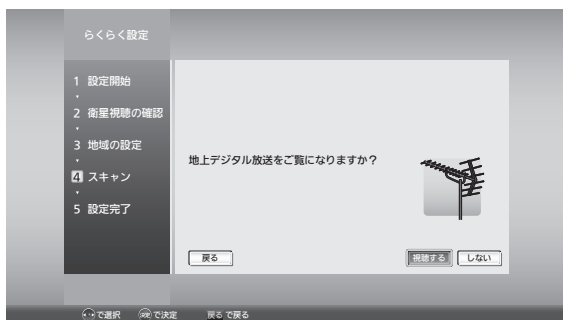 らくらく設定
1 設定開始
2 衛星視聴の確認
3 地域の設定
4 スキャン
5 設定完了
地上デジタル放送をご覧になりますか？
戻る
視聴する
しない
で選択 決定 で決定 戻る で戻る